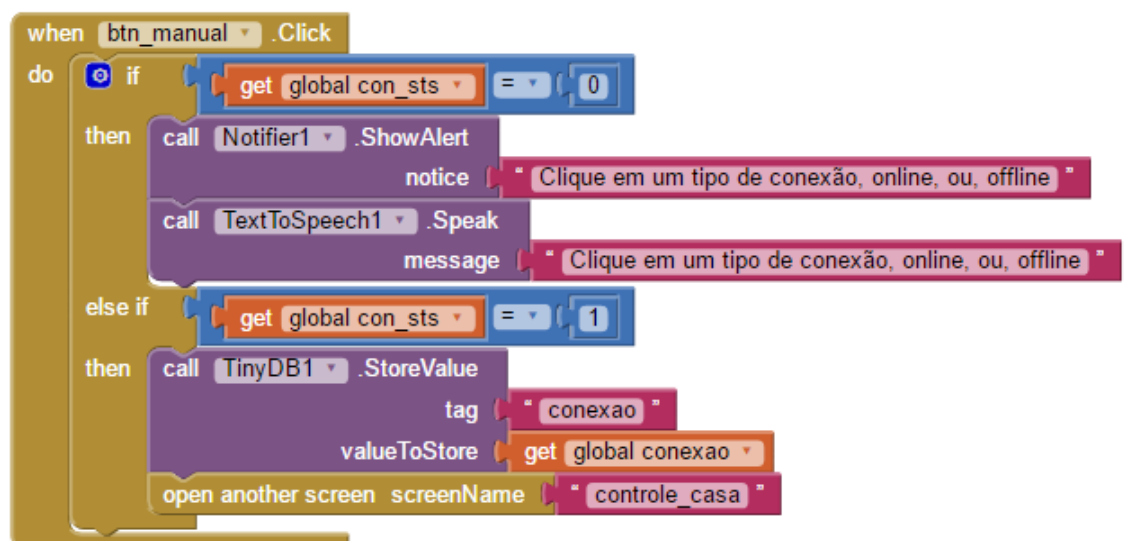 when btn_manual .Click
do if get global con_sts = 0
then call Notifier1 .ShowAlert
notice " Clique em um tipo de conexão, online, ou, offline "
call TextToSpeech1 .Speak
message " Clique em um tipo de conexão, online, ou, offline "
else if get global con_sts = 1
then call TinyDB1 .StoreValue
tag " conexao "
valueToStore get global conexao
open another screen screenName " controle_casa "